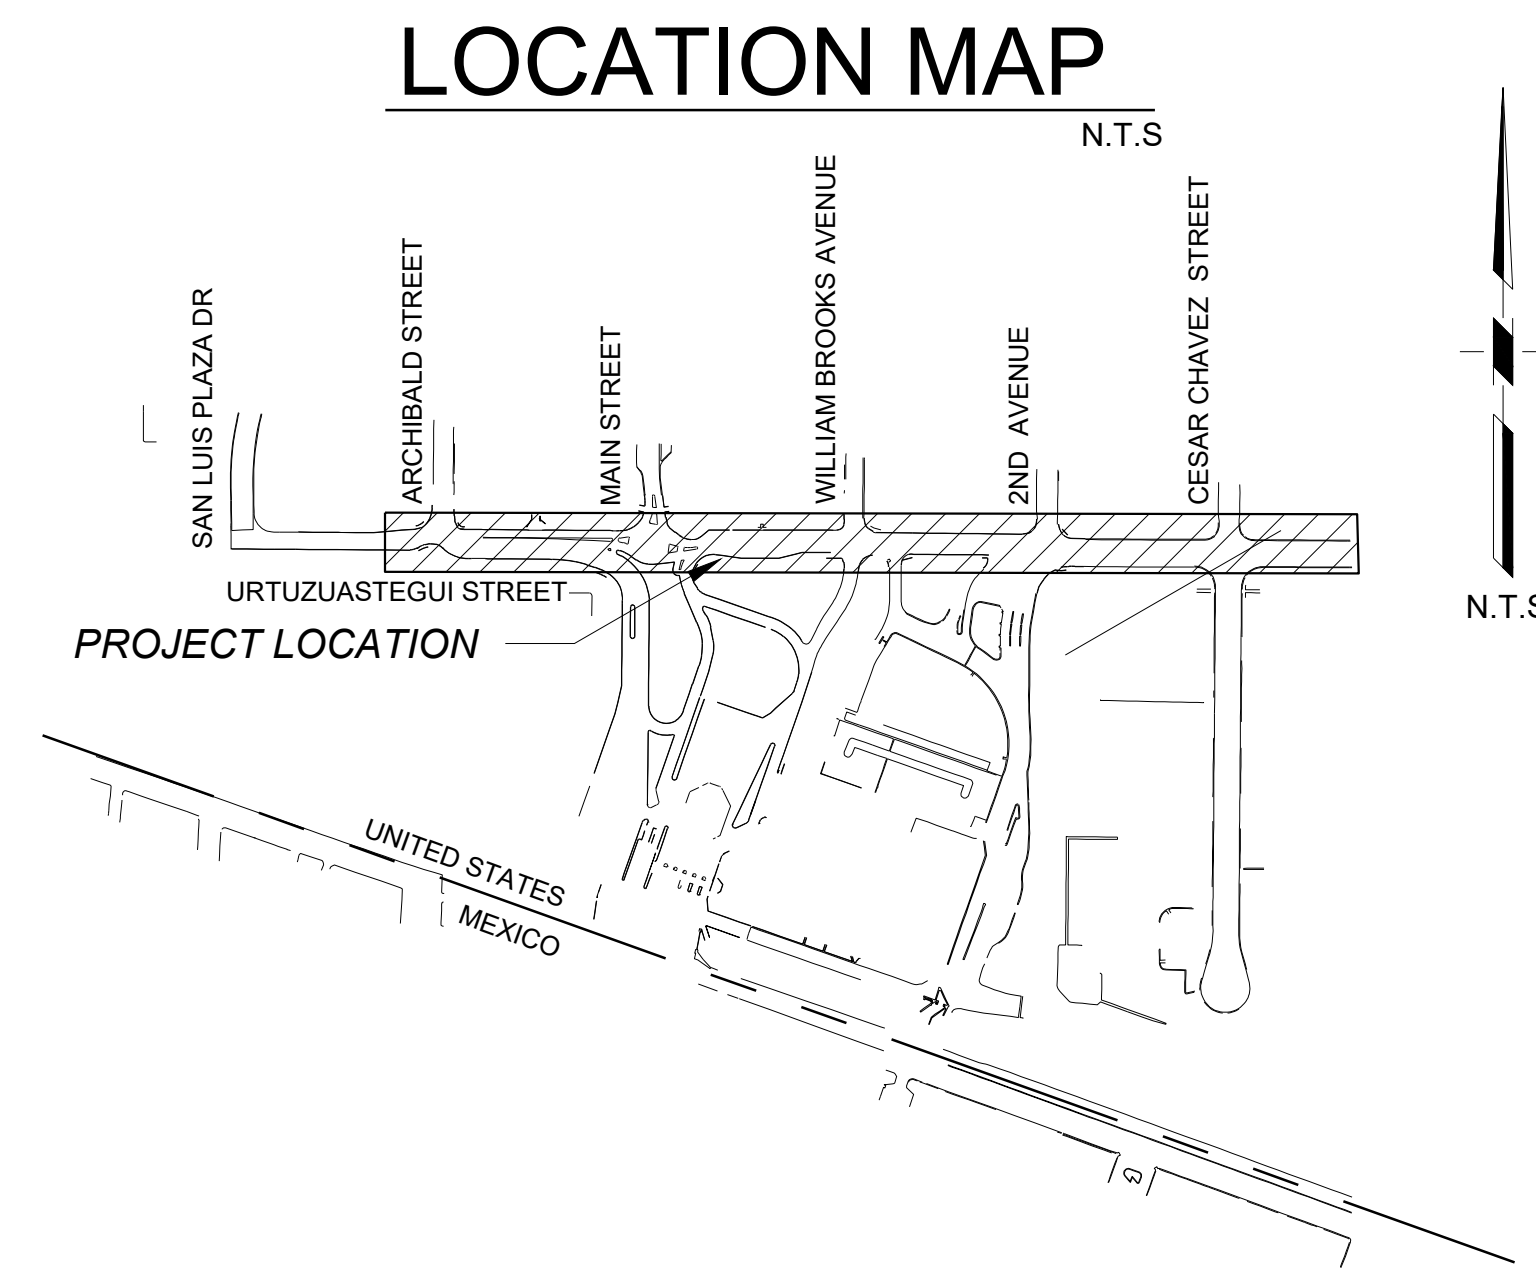 LOCATION MAP
N.T.S
SAN LUIS PLAZA DR
ARCHIBALD STREET
MAIN STREET
WILLIAM BROOKS AVENUE
2ND AVENUE
CESAR CHAVEZ STREET
URTUZUASTEGUI STREET
N.T.S
PROJECT LOCATION
UNITED STATES
MEXICO